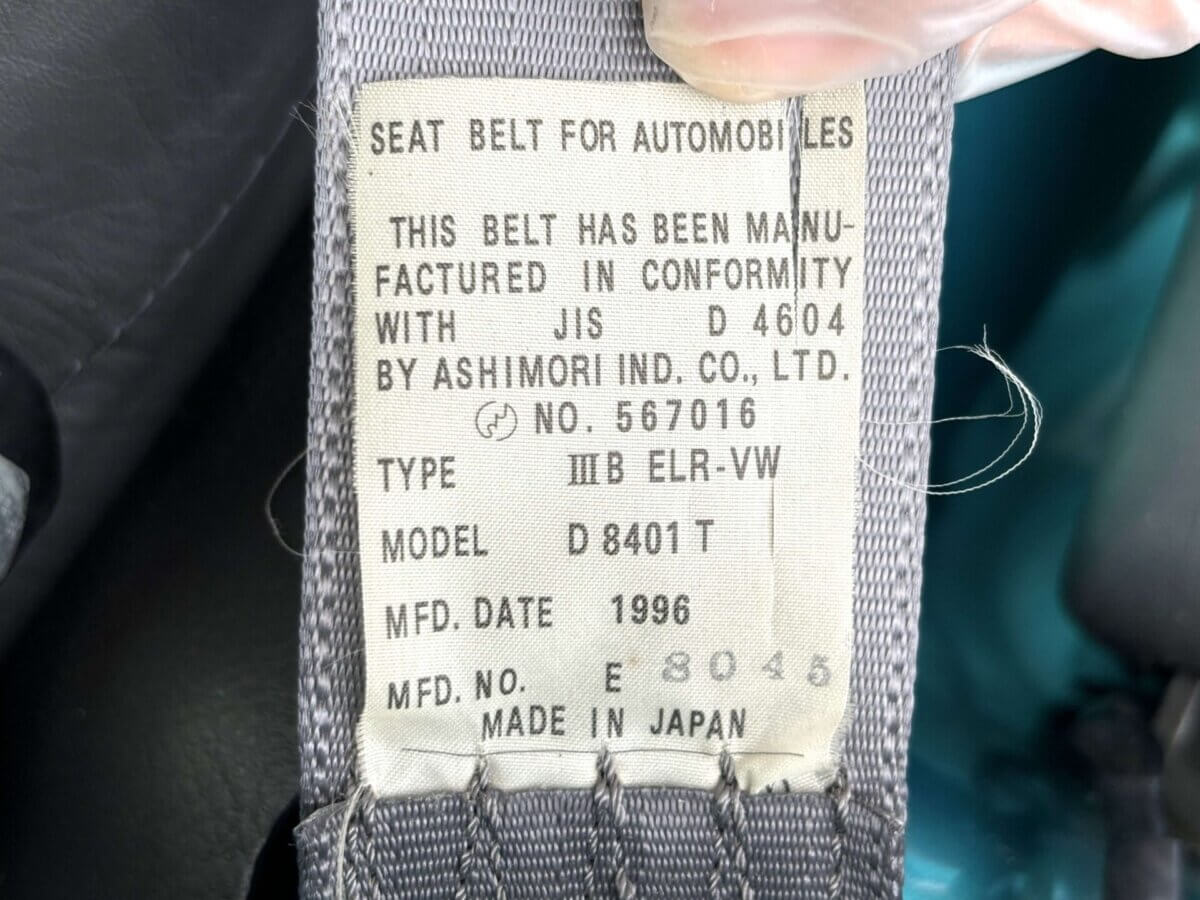 SEAT BELT FOR AUTOMOBILES
THIS BELT HAS BEEN MANU-
FACTURED IN CONFORMITY
WITH JIS D 4604
BY ASHIMORI IND. CO., LTD.
NO. 567016
TYPE ⅢB ELR-VW
MODEL D 8401 T
MFD. DATE 1996
MFD. NO. E 8045
MADE IN JAPAN